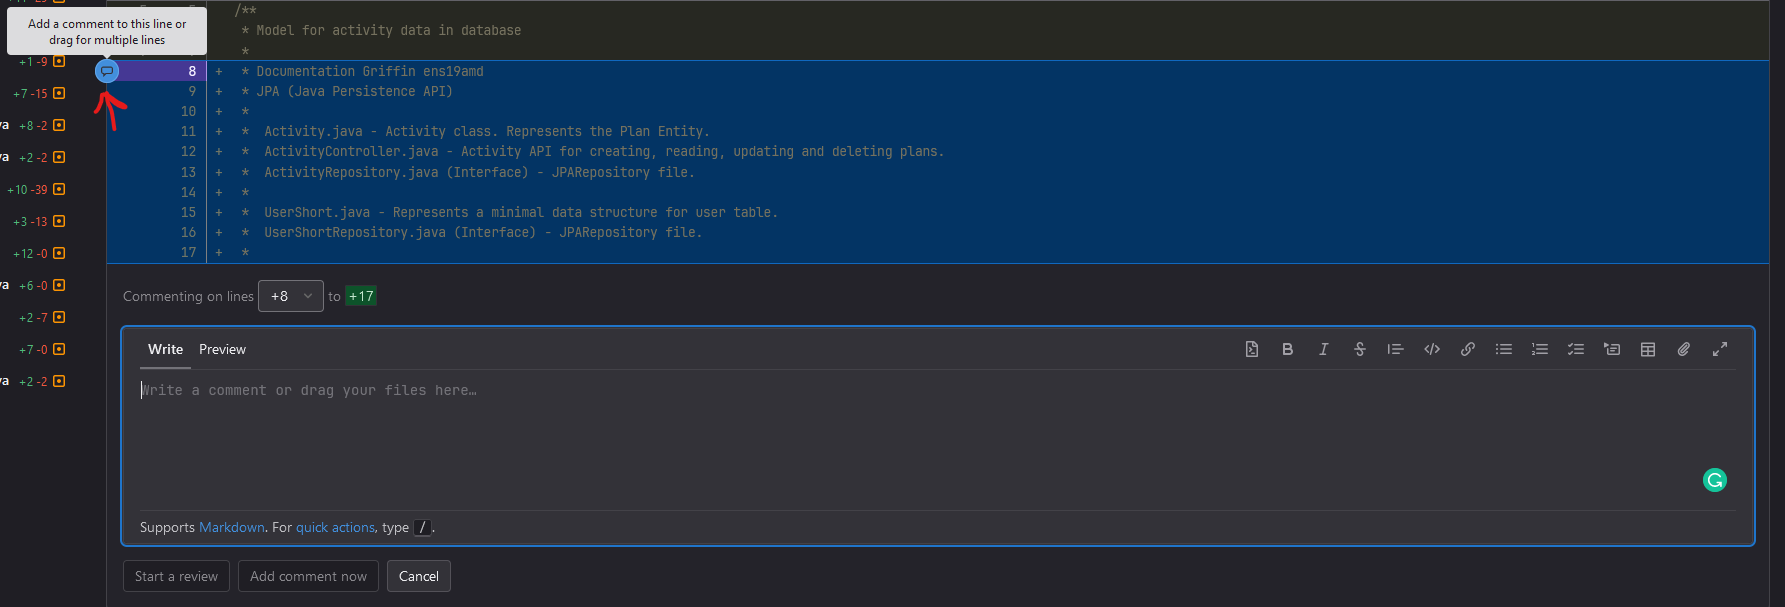 Add a comment to this line or
drag for multiple lines
/**
* Model for activity data in database
*
8 + * Documentation Griffin ens19amd
9 + * JPA (Java Persistence API)
10 + *
11 + * Activity.java - Activity class. Represents the Plan Entity.
12 + * ActivityController.java - Activity API for creating, reading, updating and deleting plans.
13 + * ActivityRepository.java (Interface) - JPARepository file.
14 + *
15 + * UserShort.java - Represents a minimal data structure for user table.
16 + * UserShortRepository.java (Interface) - JPARepository file.
17 + *
+1 -9
+7 -15
va +8 -2
va +2 -2
+10 -39
+3 -13
+12 -0
va +6 -0
+2 -7
+7 -0
va +2 -2
Commenting on lines +8 to +17
Write Preview
Write a comment or drag your files here…
Supports Markdown. For quick actions, type /.
Start a review Add comment now Cancel